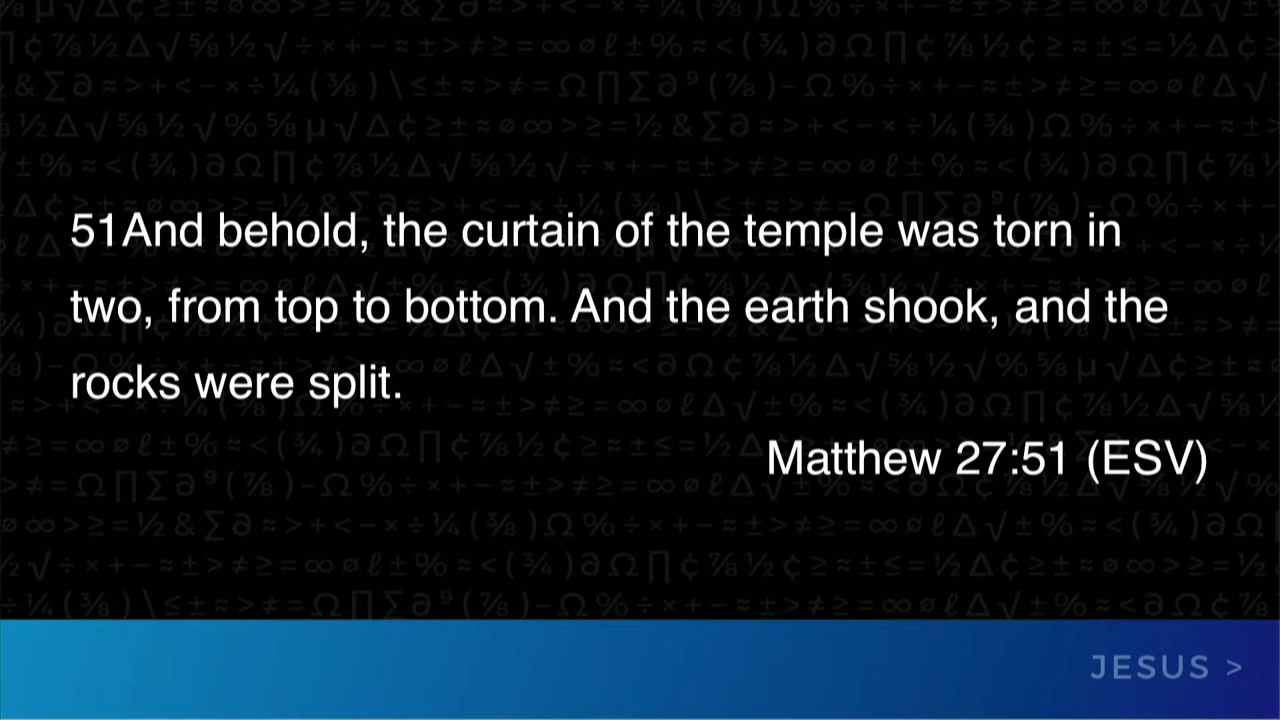 51And behold, the curtain of the temple was torn in
two, from top to bottom. And the earth shook, and the
rocks were split.
Matthew 27:51 (ESV)
JESUS >